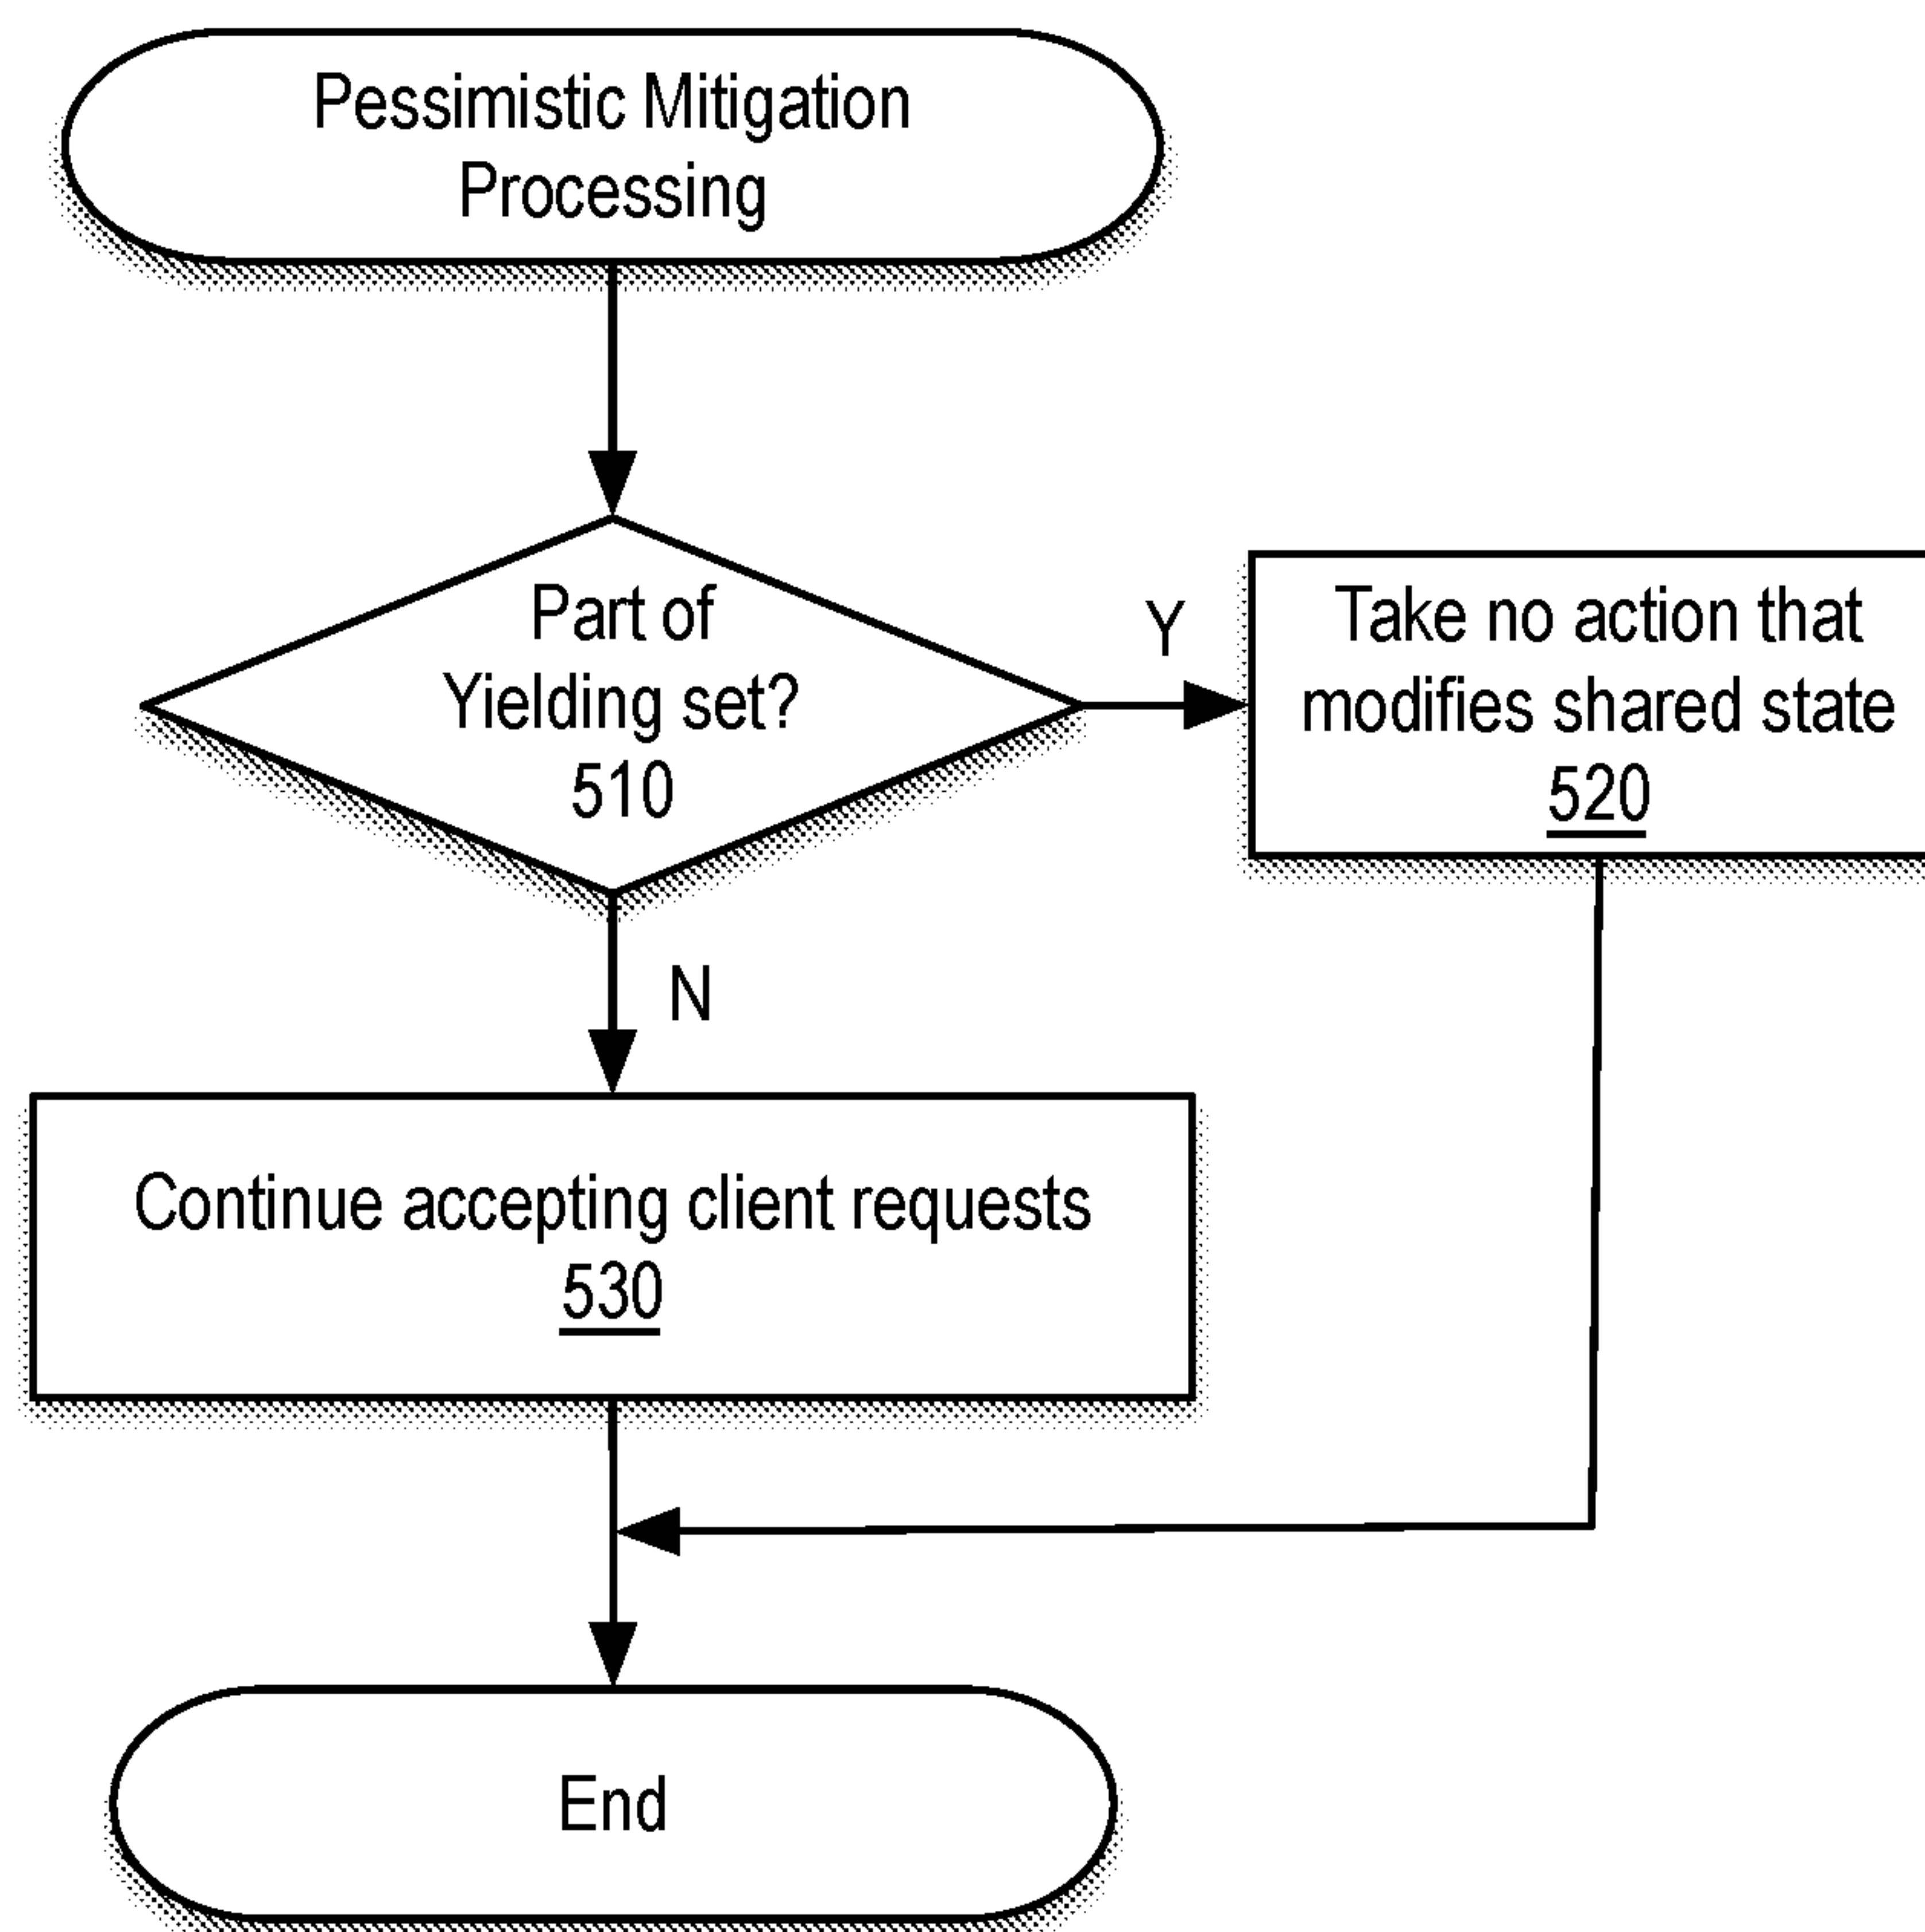 Pessimistic Mitigation
Processing
Part of
Yielding set?
510
Y
Take no action that
modifies shared state
520
N
Continue accepting client requests
530
End